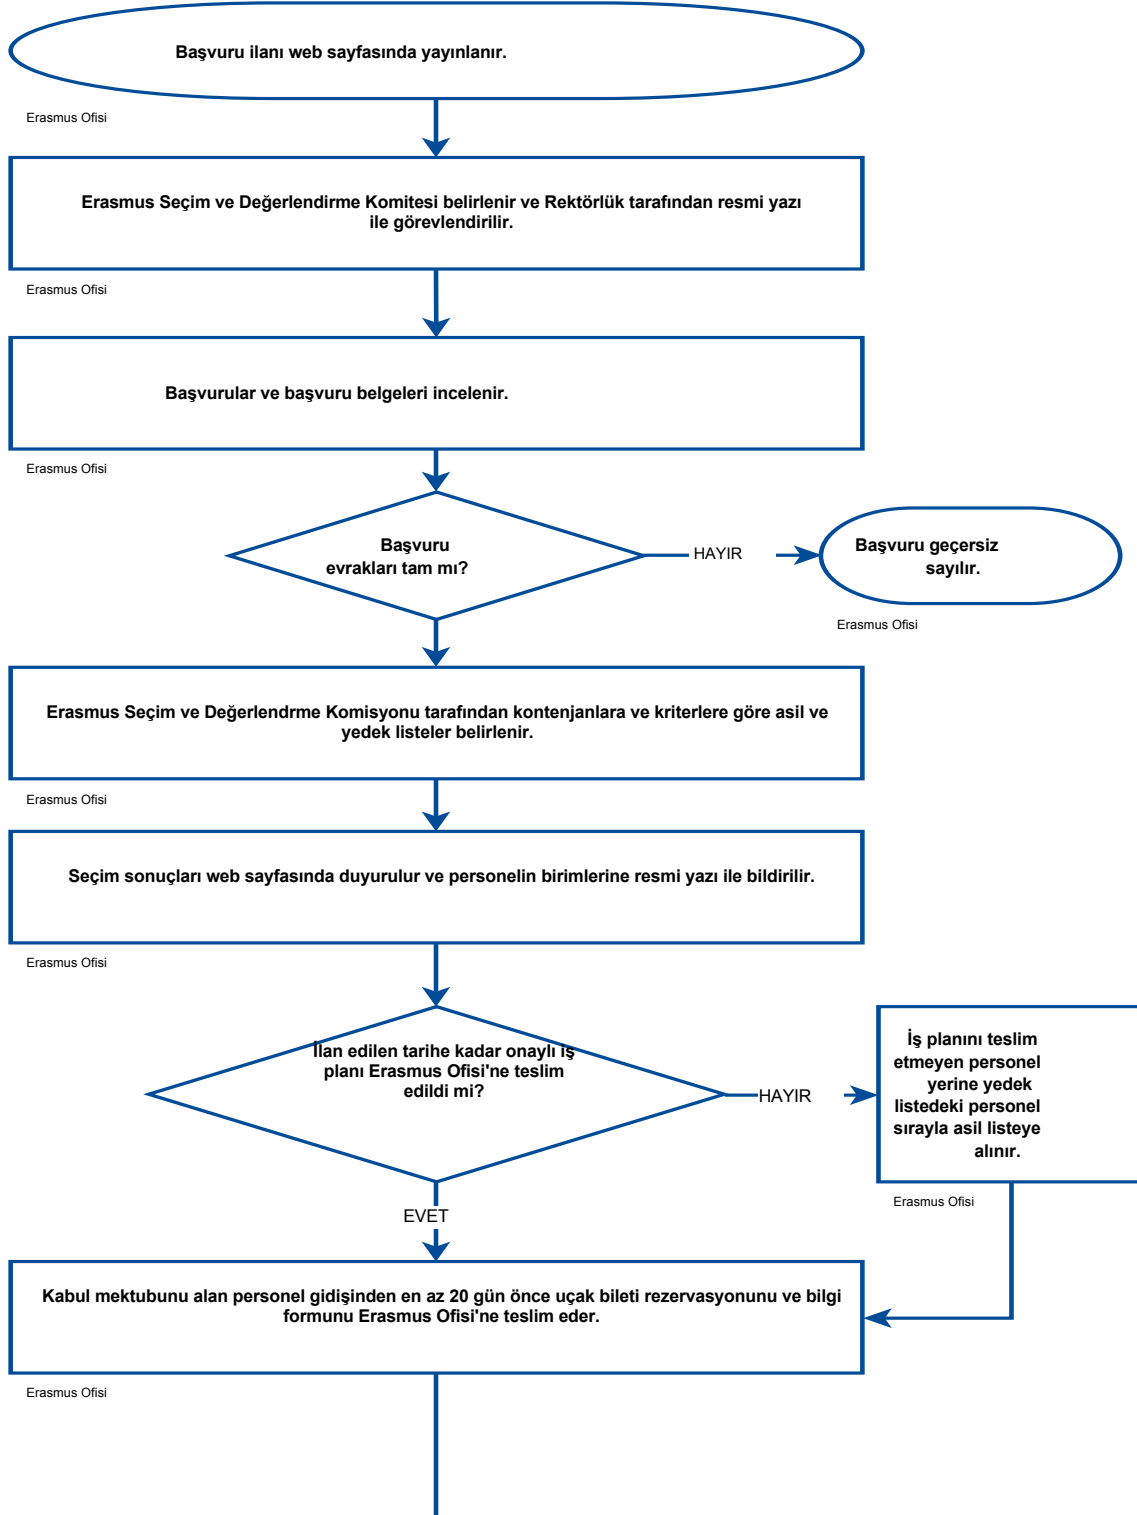 Başvuru ilanı web sayfasında yayınlanır.
Erasmus Ofisi
Erasmus Seçim ve Değerlendirme Komitesi belirlenir ve Rektörlük tarafından resmi yazı
ile görevlendirilir.
Erasmus Ofisi
Başvurular ve başvuru belgeleri incelenir.
Erasmus Ofisi
Başvuru
evrakları tam mı?
HAYIR
Başvuru geçersiz
sayılır.
Erasmus Ofisi
Erasmus Seçim ve Değerlendrme Komisyonu tarafından kontenjanlara ve kriterlere göre asil ve
yedek listeler belirlenir.
Erasmus Ofisi
Seçim sonuçları web sayfasında duyurulur ve personelin birimlerine resmi yazı ile bildirilir.
Erasmus Ofisi
İlan edilen tarihe kadar onaylı iş
planı Erasmus Ofisi'ne teslim
edildi mi?
HAYIR
İş planını teslim
etmeyen personel
yerine yedek
listedeki personel
sırayla asil listeye
alınır.
Erasmus Ofisi
EVET
Kabul mektubunu alan personel gidişinden en az 20 gün önce uçak bileti rezervasyonunu ve bilgi
formunu Erasmus Ofisi'ne teslim eder.
Erasmus Ofisi